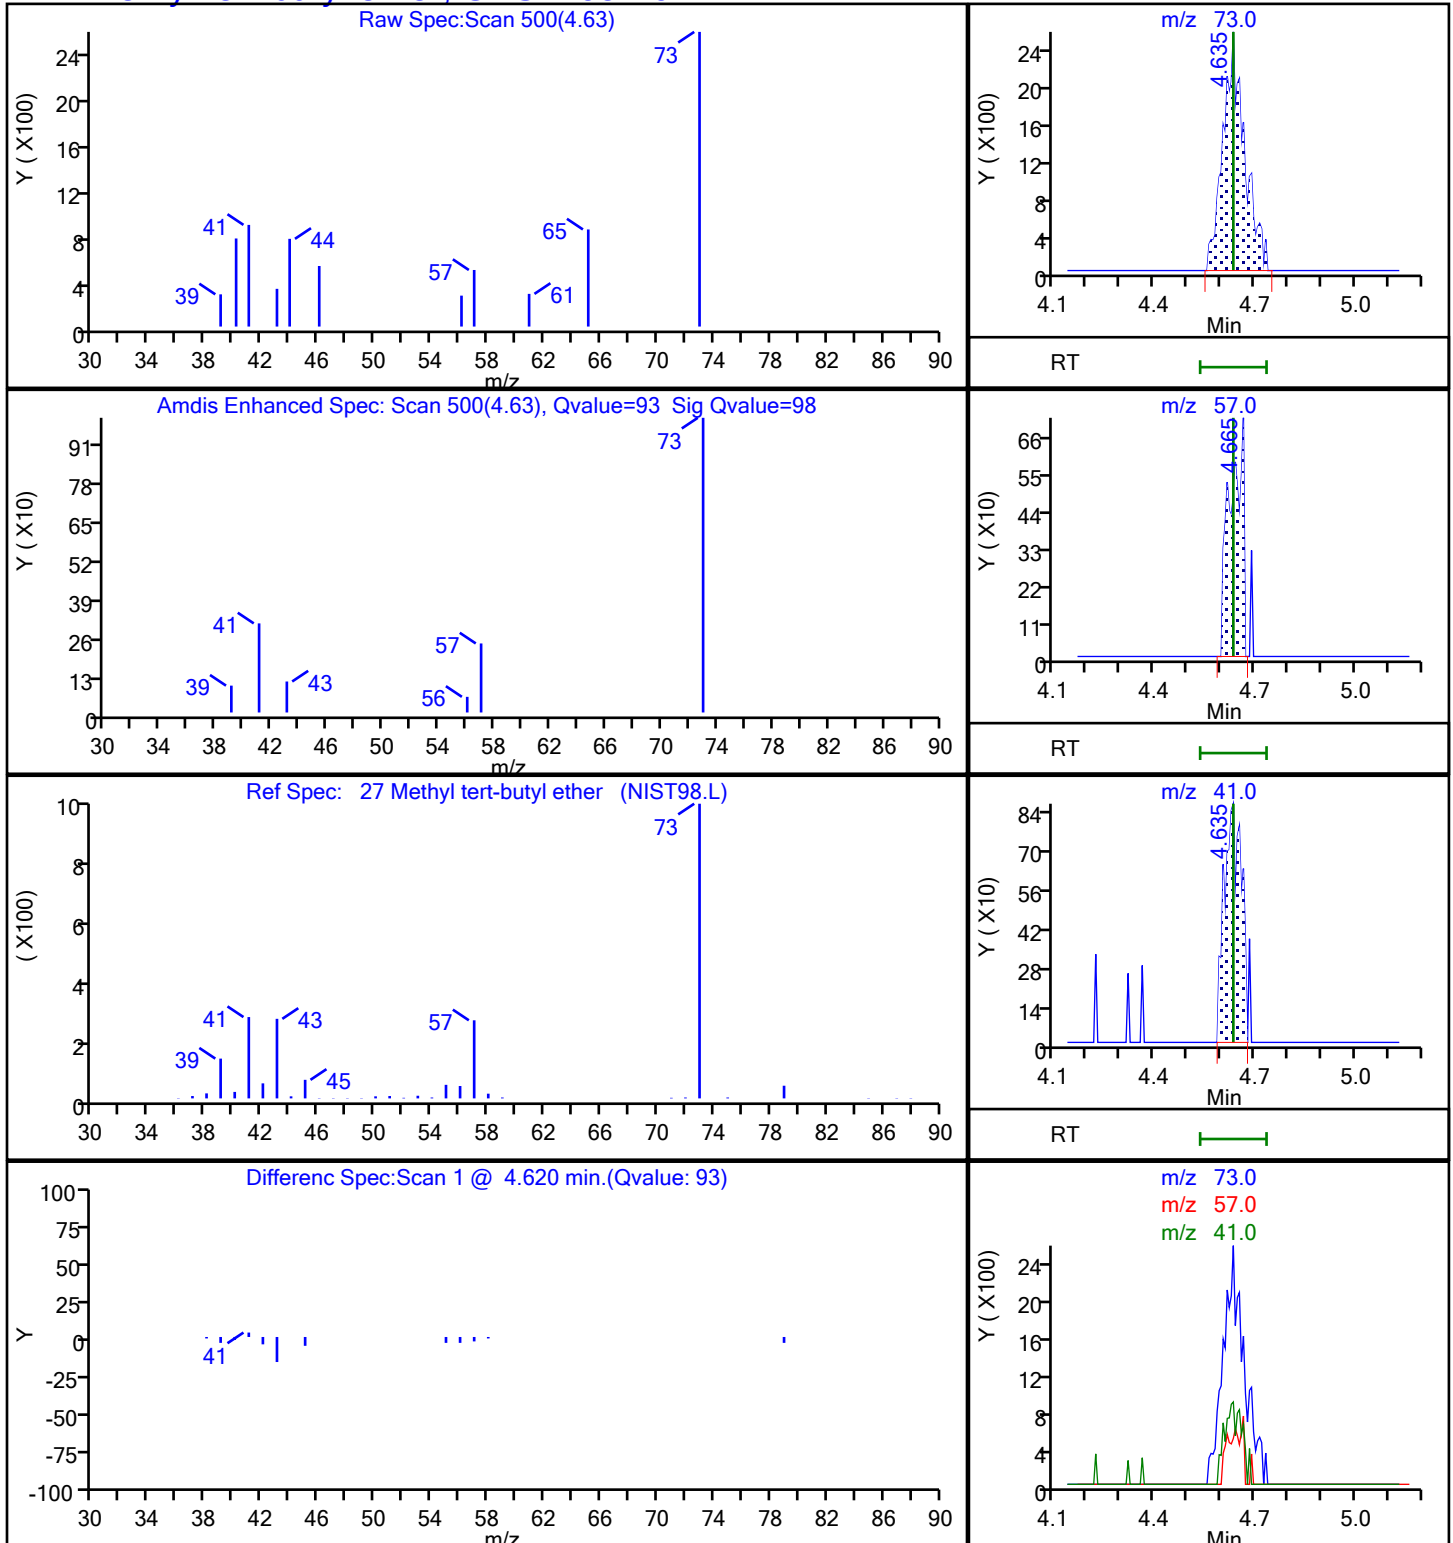 Raw Spec:Scan 500(4.63)
Y ( X100)
24
20
16
12
8
4
0
73
41
44
39
57
65
61
30 34 38 42 46 50 54 58 62 66 70 74 78 82 86 90
m/z
m/z 73.0
Y ( X100)
24
20
16
12
8
4
0
4.635
4.1 4.4 4.7 5.0
Min
RT
Amdis Enhanced Spec: Scan 500(4.63), Qvalue=93 Sig Qvalue=98
Y ( X10)
91
78
65
52
39
26
13
0
73
41
39
43
57
56
30 34 38 42 46 50 54 58 62 66 70 74 78 82 86 90
m/z
m/z 57.0
Y ( X10)
66
55
44
33
22
11
0
4.665
4.1 4.4 4.7 5.0
Min
RT
Ref Spec: 27 Methyl tert-butyl ether (NIST98.L)
( X100)
10
8
6
4
2
0
73
41
43
39
45
57
30 34 38 42 46 50 54 58 62 66 70 74 78 82 86 90
m/z 41.0
Y ( X10)
84
70
56
42
28
14
0
4.635
4.1 4.4 4.7 5.0
Min
RT
Differenc Spec:Scan 1 @ 4.620 min.(Qvalue: 93)
Y
100
75
50
25
0
-25
-50
-75
-100
41
30 34 38 42 46 50 54 58 62 66 70 74 78 82 86 90
m/z
m/z 73.0
m/z 57.0
m/z 41.0
Y ( X100)
24
20
16
12
8
4
0
4.1 4.4 4.7 5.0
Min